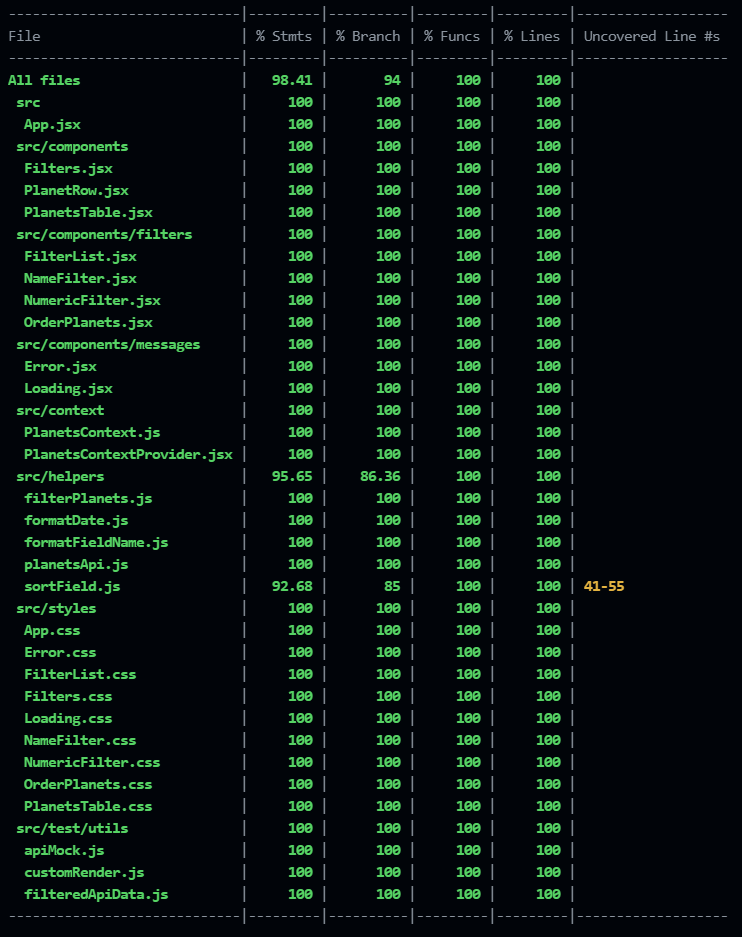 ----------------------------|---------|----------|---------|---------|-------------------
File                        | % Stmts | % Branch | % Funcs | % Lines | Uncovered Line #s
----------------------------|---------|----------|---------|---------|-------------------
All files                   |   98.41 |       94 |     100 |     100 |
 src                        |     100 |      100 |     100 |     100 |
  App.jsx                   |     100 |      100 |     100 |     100 |
 src/components             |     100 |      100 |     100 |     100 |
  Filters.jsx               |     100 |      100 |     100 |     100 |
  PlanetRow.jsx             |     100 |      100 |     100 |     100 |
  PlanetsTable.jsx          |     100 |      100 |     100 |     100 |
 src/components/filters     |     100 |      100 |     100 |     100 |
  FilterList.jsx            |     100 |      100 |     100 |     100 |
  NameFilter.jsx            |     100 |      100 |     100 |     100 |
  NumericFilter.jsx         |     100 |      100 |     100 |     100 |
  OrderPlanets.jsx          |     100 |      100 |     100 |     100 |
 src/components/messages    |     100 |      100 |     100 |     100 |
  Error.jsx                 |     100 |      100 |     100 |     100 |
  Loading.jsx               |     100 |      100 |     100 |     100 |
 src/context                |     100 |      100 |     100 |     100 |
  PlanetsContext.js         |     100 |      100 |     100 |     100 |
  PlanetsContextProvider.jsx |     100 |      100 |     100 |     100 |
 src/helpers                |   95.65 |    86.36 |     100 |     100 |
  filterPlanets.js          |     100 |      100 |     100 |     100 |
  formatDate.js             |     100 |      100 |     100 |     100 |
  formatFieldName.js        |     100 |      100 |     100 |     100 |
  planetsApi.js             |     100 |      100 |     100 |     100 |
  sortField.js              |   92.68 |       85 |     100 |     100 | 41-55
 src/styles                 |     100 |      100 |     100 |     100 |
  App.css                   |     100 |      100 |     100 |     100 |
  Error.css                 |     100 |      100 |     100 |     100 |
  FilterList.css            |     100 |      100 |     100 |     100 |
  Filters.css               |     100 |      100 |     100 |     100 |
  Loading.css               |     100 |      100 |     100 |     100 |
  NameFilter.css            |     100 |      100 |     100 |     100 |
  NumericFilter.css         |     100 |      100 |     100 |     100 |
  OrderPlanets.css          |     100 |      100 |     100 |     100 |
  PlanetsTable.css          |     100 |      100 |     100 |     100 |
 src/test/utils             |     100 |      100 |     100 |     100 |
  apiMock.js                |     100 |      100 |     100 |     100 |
  customRender.js           |     100 |      100 |     100 |     100 |
  filteredApiData.js        |     100 |      100 |     100 |     100 |
----------------------------|---------|----------|---------|---------|-------------------